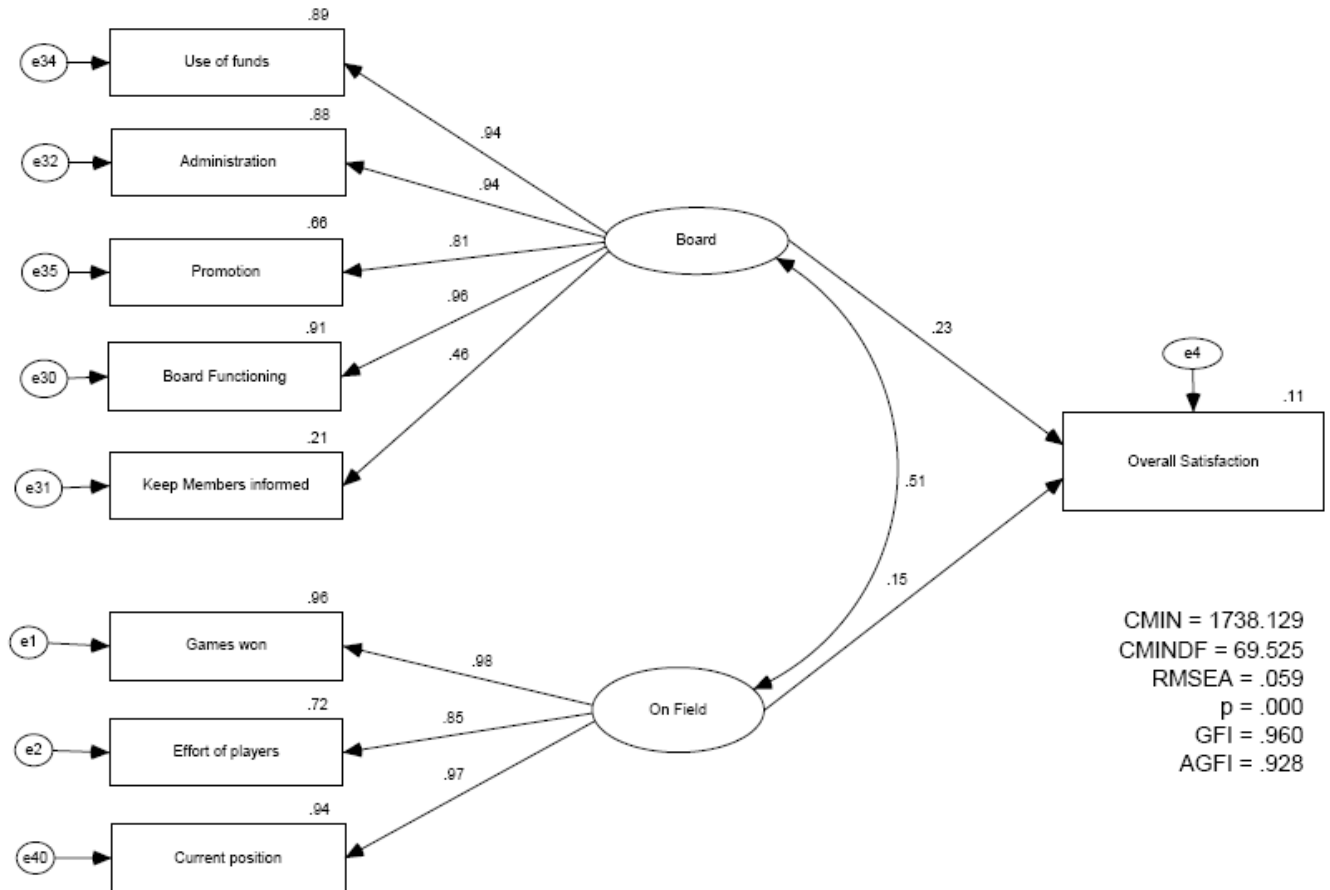 .89
e34
Use of funds
.94
.88
e32
Administration
.94
.66
e35
Promotion
.81
Board
.96
.91
e30
Board Functioning
.46
.23
e4
.11
Overall Satisfaction
.21
e31
Keep Members informed
.51
.15
.96
e1
Games won
.98
.72
e2
Effort of players
.85
On Field
.97
.94
e40
Current position
CMIN = 1738.129
CMINDF = 69.525
RMSEA = .059
p = .000
GFI = .960
AGFI = .928